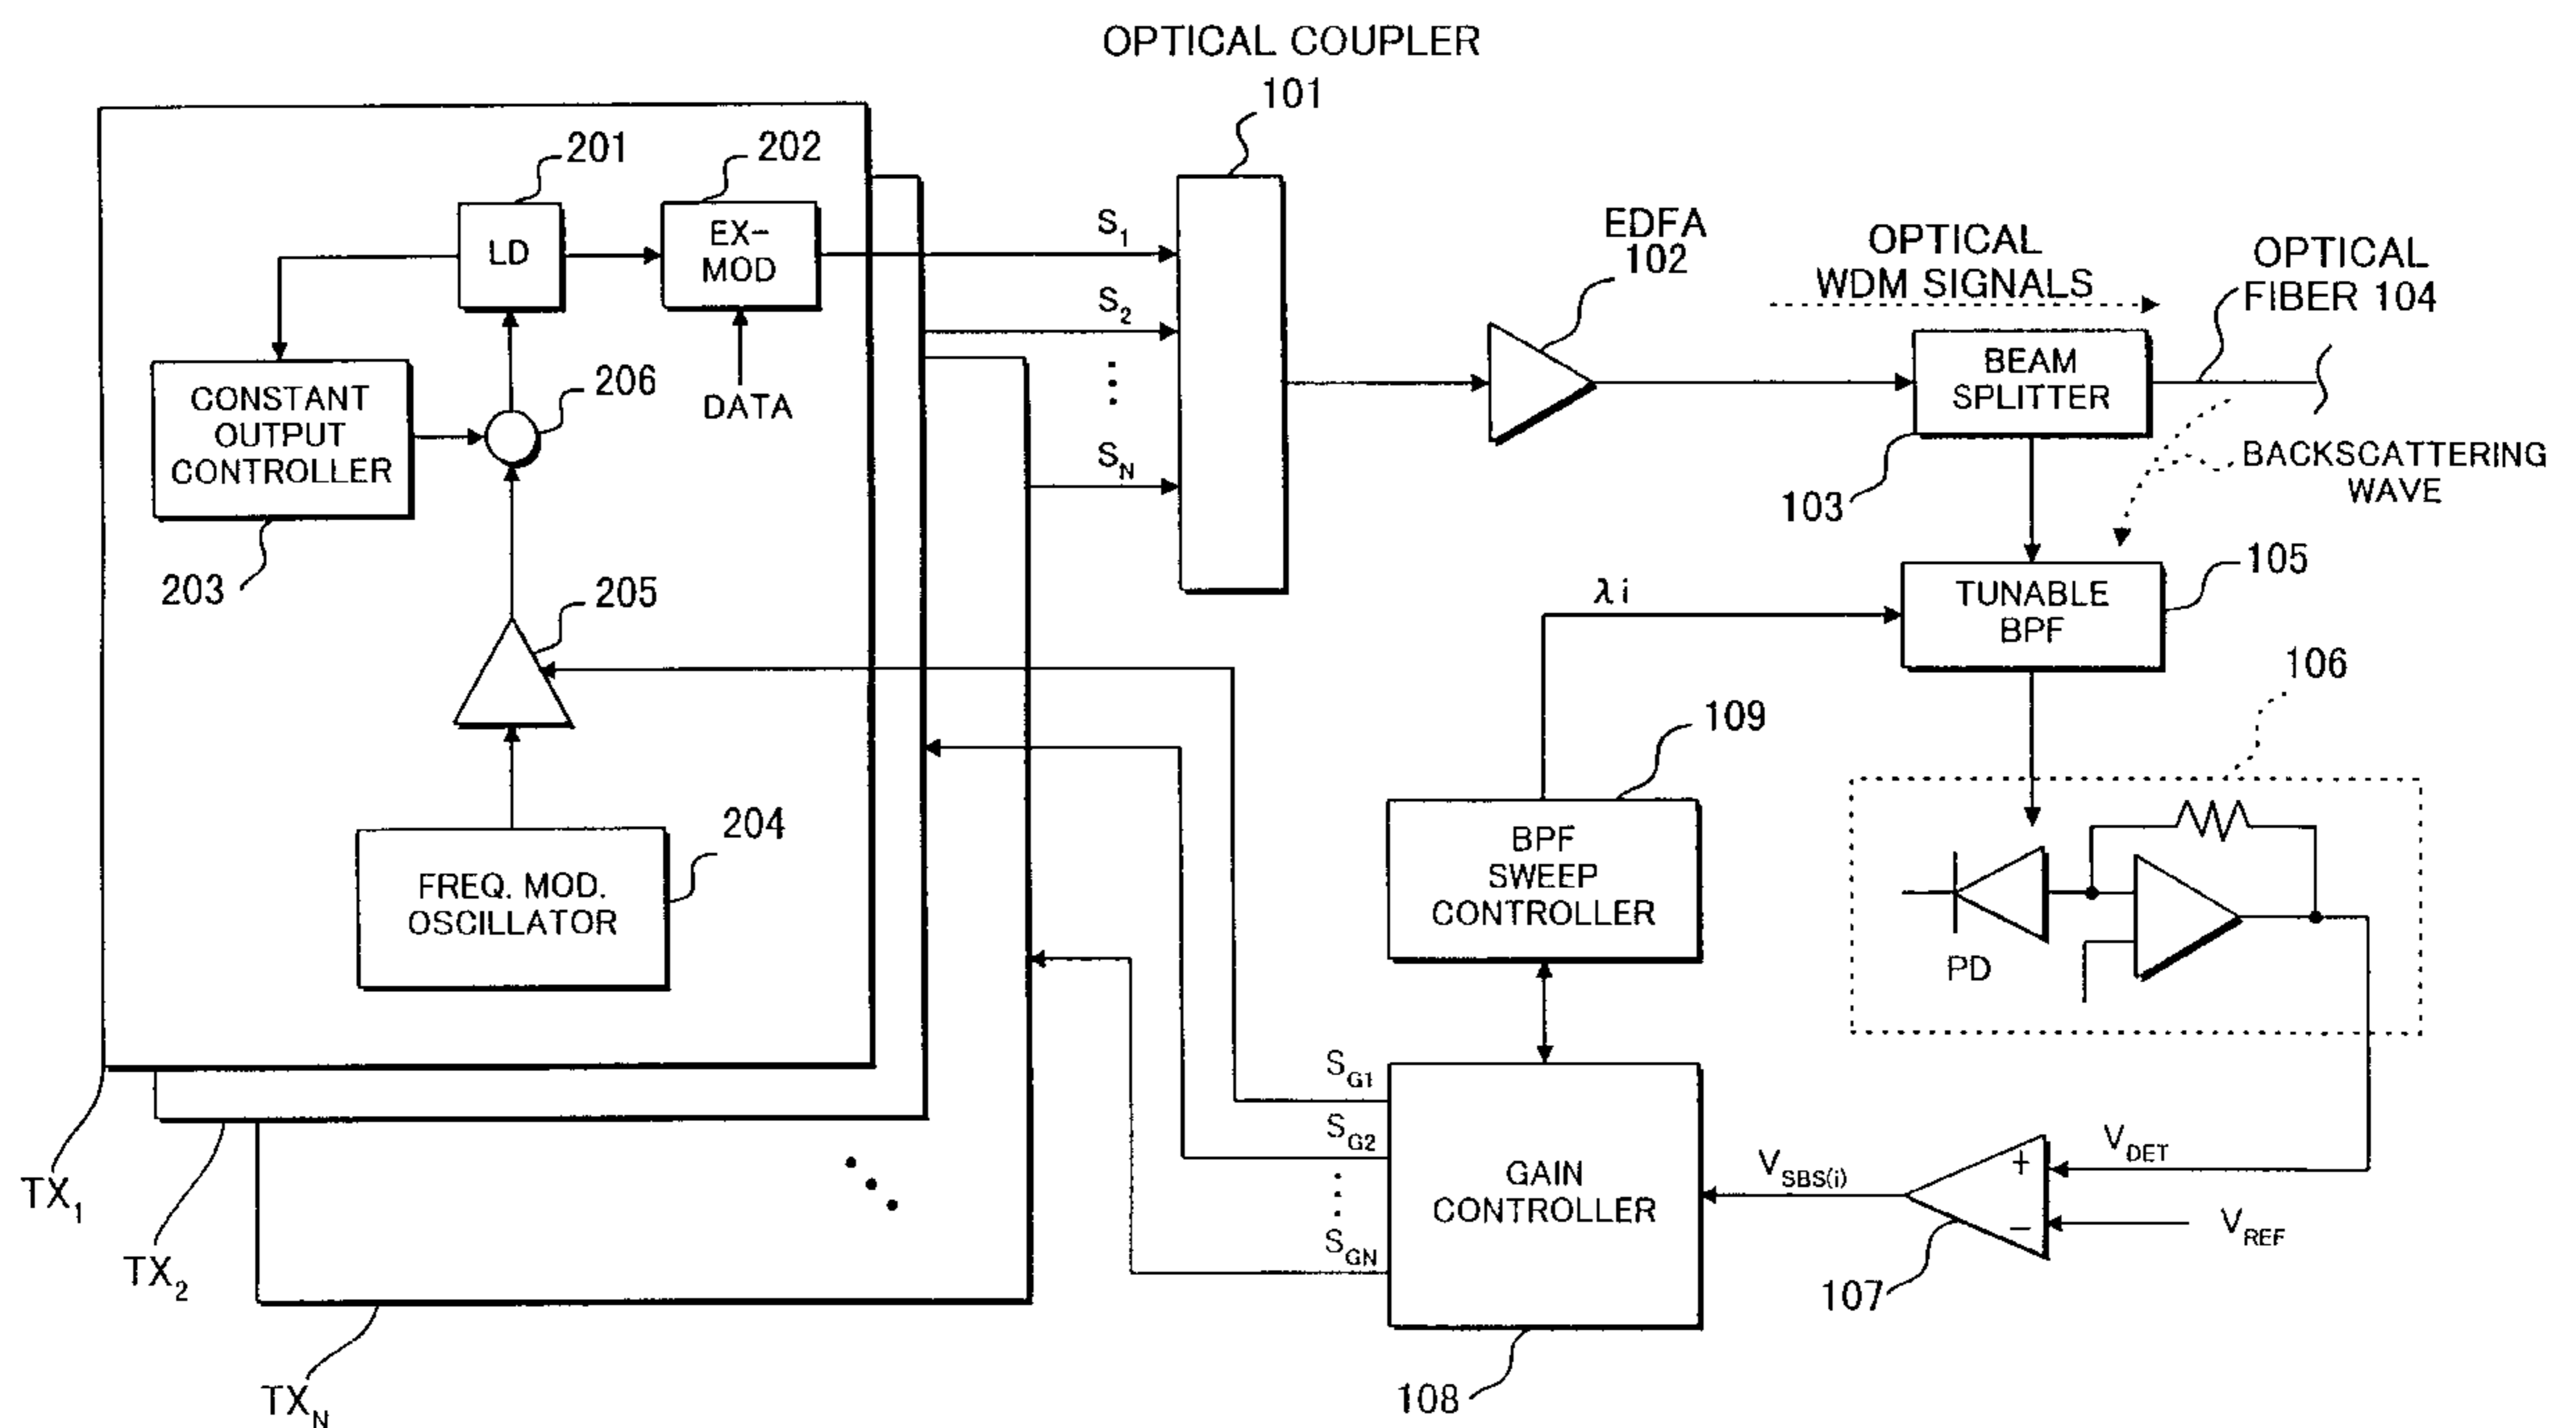 OPTICAL COUPLER
101
201
202
LD
EX-
MOD
S1
EDFA
102
OPTICAL
WDM SIGNALS
OPTICAL
FIBER 104
S2
CONSTANT
OUTPUT
CONTROLLER
206
DATA
BEAM
SPLITTER
SN
103
BACKSCATTERING
WAVE
203
205
λi
TUNABLE
BPF
105
106
109
204
FREQ. MOD.
OSCILLATOR
BPF
SWEEP
CONTROLLER
PD
SG1
SG2
SGN
GAIN
CONTROLLER
VSBS(i)
+
−
VDET
VREF
107
108
TX1
TX2
TXN